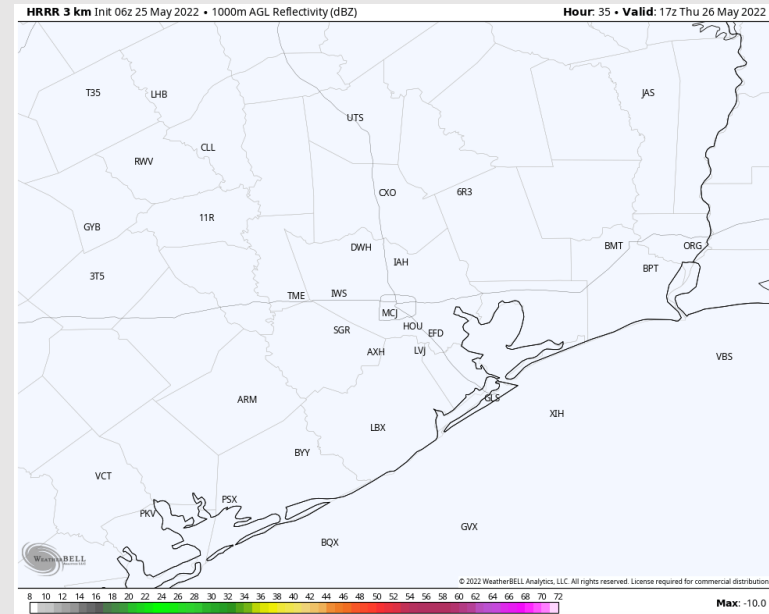 HRRR 3 km Init 06z 25 May 2022 • 1000m AGL Reflectivity (dBZ) Hour: 35 • Valid: 17z Thu 26 May 2022
T35 LHB JAS
UTS
CLL
RWV
CXO 6R3
11R
GYB
DWH BMT ORG
IAH
BPT
3T5
TME IWS
MCJ
SGR HOU EFD
AXH LVJ
VBS
ARM GLS
XIH
LBX
BYY
VCT
PSX
PKV
GVX
BQX
WEATHERBELL
© 2022 WeatherBELL Analytics, LLC. All rights reserved. License required for commercial distribution
8 10 12 14 16 18 20 22 24 26 28 30 32 34 36 38 40 42 44 46 48 50 52 54 56 58 60 62 64 66 68 70 72 Max: -10.0